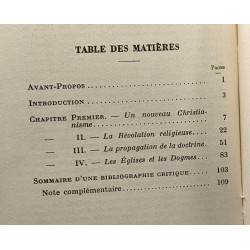 TABLE DES MATIÈRES
PAGES
AVANT-PROPOS 1
INTRODUCTION 3
CHAPITRE PREMIER. — Un nouveau Christia-
nisme 7
— II. — La Révolution religieuse 22
— III. — La propagation de la doctrine 51
— IV. — Les Églises et les Dogmes 83
SOMMAIRE D'UNE BIBLIOGRAPHIE CRITIQUE 103
Note complémentaire 109